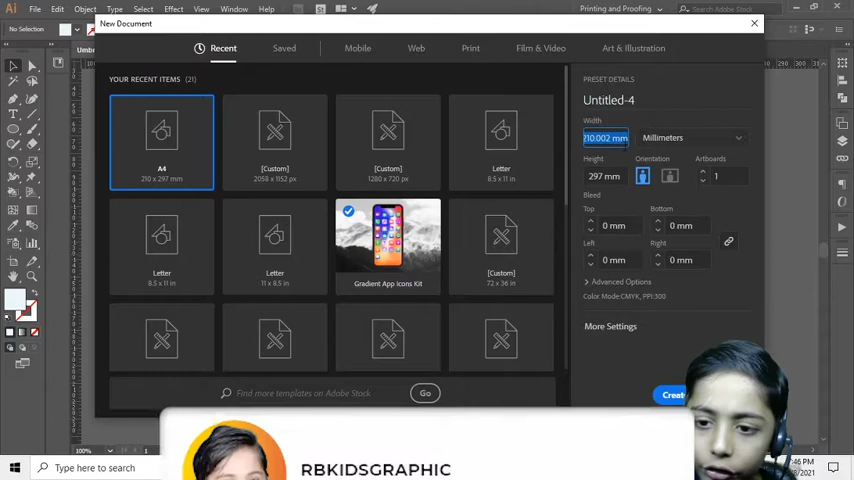 Ai File Edit Object Type Select Effect View Window Br St Printing and Proofing Search Adobe Stock
New Document
No Selection
Recent Saved Mobile Web Print Film & Video Art & Illustration
YOUR RECENT ITEMS (21)
A4
210 x 297 mm
[Custom]
2058 x 1152 px
[Custom]
1280 x 720 px
Letter
8.5 x 11 in
Letter
8.5 x 11 in
Letter
11 x 8.5 in
Gradient App Icons Kit
[Custom]
72 x 36 in
Find more templates on Adobe Stock Go
PRESET DETAILS
Untitled-4
Width
210.002 mm Millimeters
Height Orientation Artboards
297 mm 1
Bleed
Top Bottom
0 mm 0 mm
Left Right
0 mm 0 mm
Advanced Options
Color Mode:CMYK, PPI:300
More Settings
100% 1
Type here to search
RBKIDSGRAPHIC